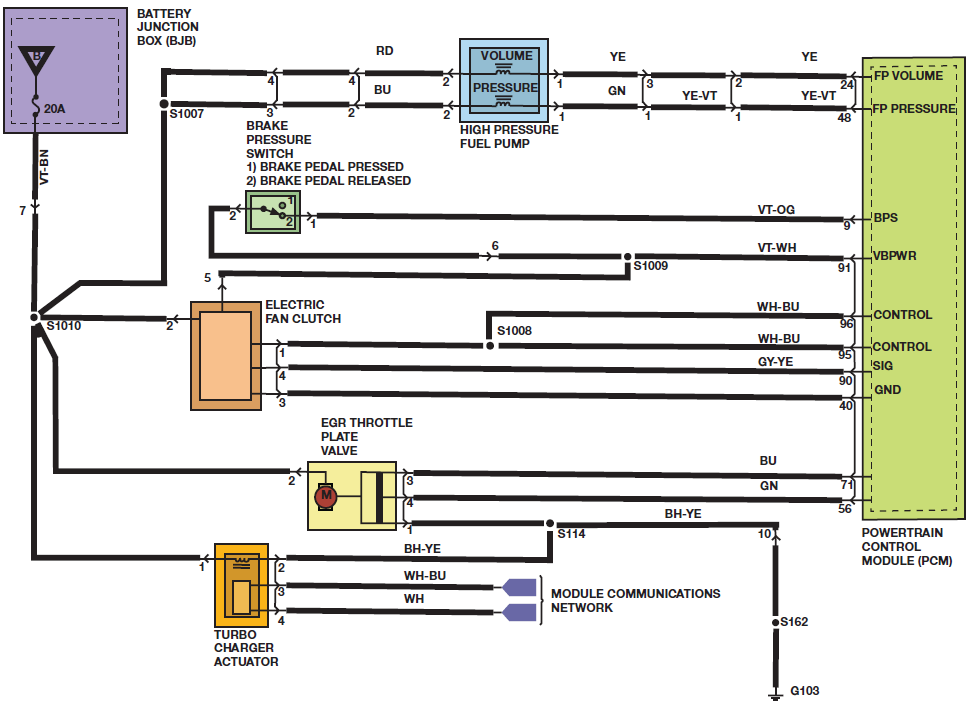 BATTERY
JUNCTION
BOX (BJB)
B
20A
VT-BN
7
RD
4
4
2
VOLUME
1
YE
3
2
YE
24
FP VOLUME
S1007
BU
3
2
2
PRESSURE
1
GN
1
YE-VT
1
YE-VT
48
FP PRESSURE
HIGH PRESSURE
FUEL PUMP
BRAKE
PRESSURE
SWITCH
1) BRAKE PEDAL PRESSED
2) BRAKE PEDAL RELEASED
2
1
2
1
VT-OG
9
BPS
6
S1009
VT-WH
91
VBPWR
5
S1010
2
ELECTRIC
FAN CLUTCH
WH-BU
96
CONTROL
S1008
1
WH-BU
95
CONTROL
4
GY-YE
90
SIG
3
40
GND
EGR THROTTLE
PLATE
VALVE
2
M
3
BU
71
4
GN
56
1
S114
BH-YE
10
POWERTRAIN
CONTROL
MODULE (PCM)
1
2
BH-YE
3
WH-BU
4
WH
MODULE COMMUNICATIONS
NETWORK
TURBO
CHARGER
ACTUATOR
S162
G103